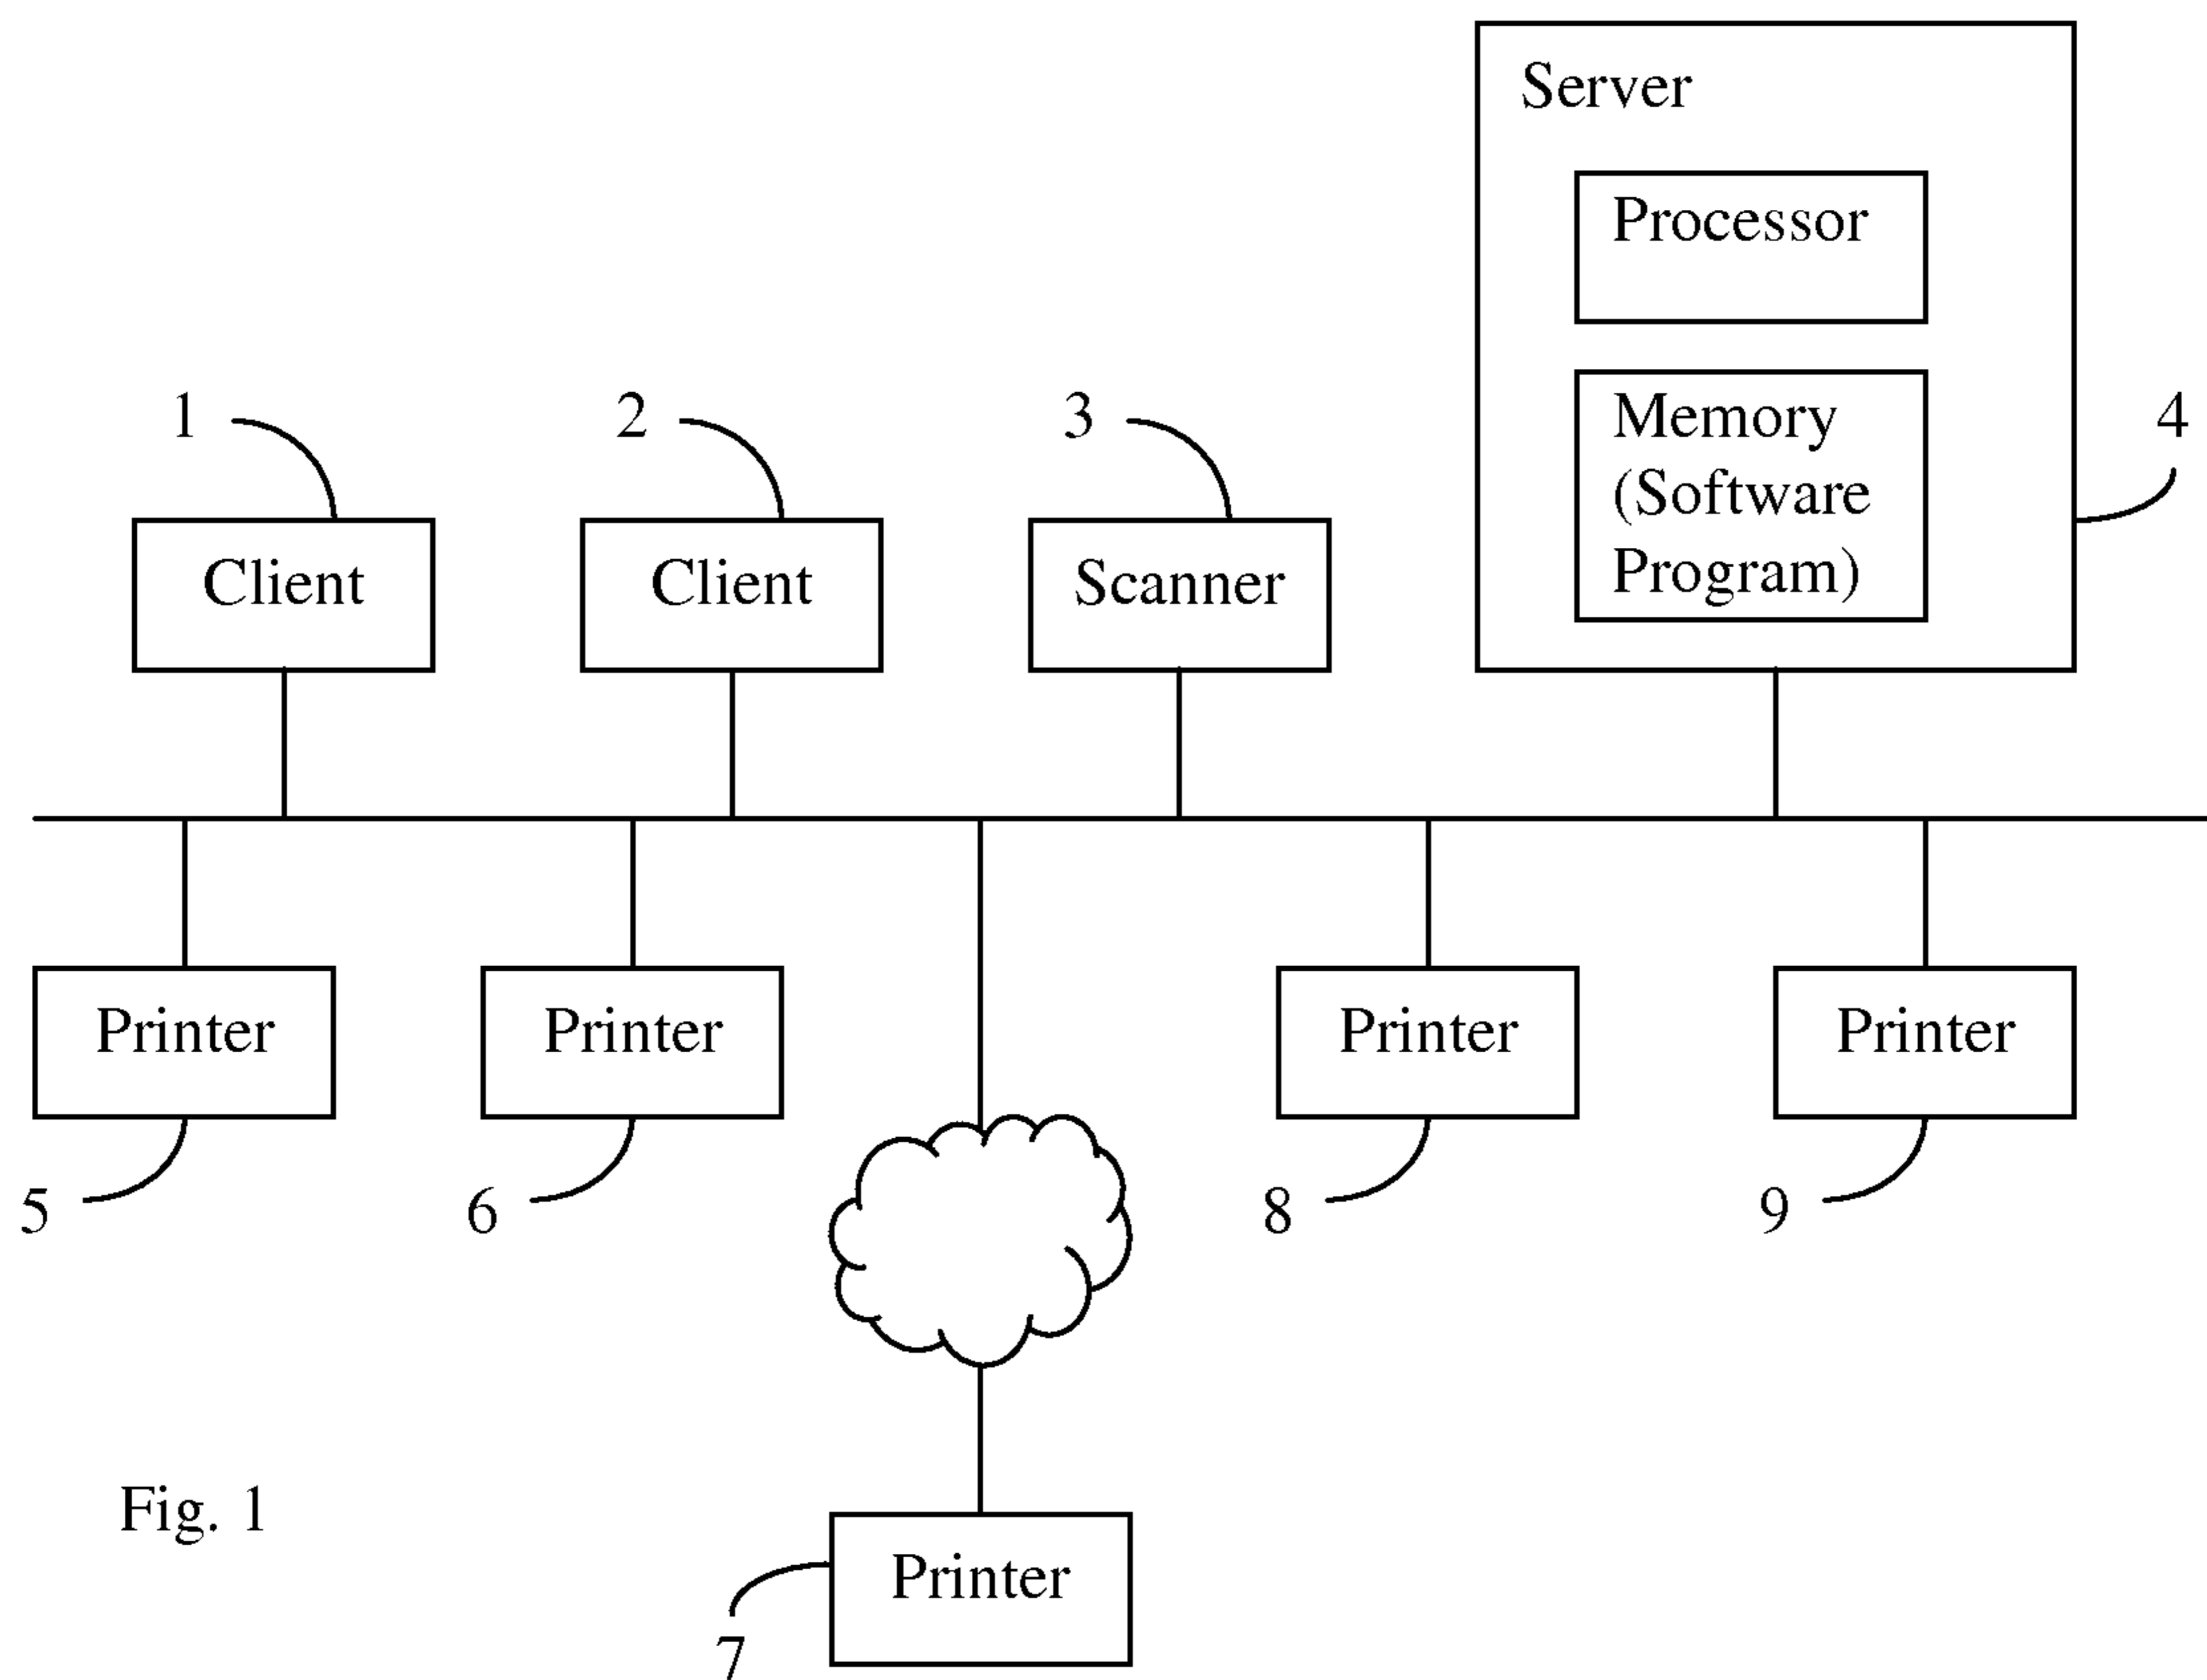 Server
Processor
Memory
(Software
Program)
1
2
3
4
Client
Client
Scanner
Printer
Printer
Printer
Printer
5
6
8
9
Fig. 1
Printer
7